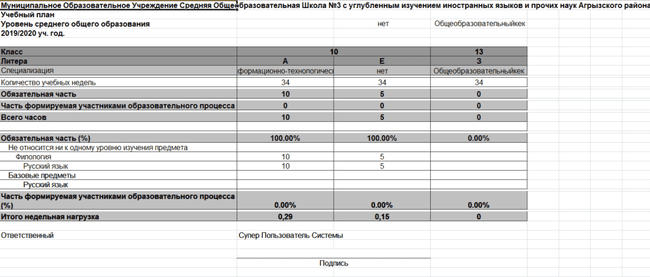 Муниципальное Образовательное Учреждение Средняя Общеобразовательная Школа №3 с углубленным изучением иностранных языков и прочих наук Агрызского района
Учебный план
Уровень среднего общего образования нет Общеобразовательныйкек
2019/2020 уч. год.
Класс 10 13
Литера А Е З
Специализация формационно-технологичес нет Общеобразовательныйкек
Количество учебных недель 34 34 34
Обязательная часть 10 5 0
Часть формируемая участниками образовательного процесса 0 0 0
Всего часов 10 5 0
Обязательная часть (%) 100.00% 100.00% 0.00%
Не относится ни к одному уровню изучения предмета
Филология 10 5
Русский язык 10 5
Базовые предметы
Русский язык
Часть формируемая участниками образовательного процесса
(%) 0.00% 0.00% 0.00%
Итого недельная нагрузка 0,29 0,15 0
Ответственный Супер Пользователь Системы
Подпись